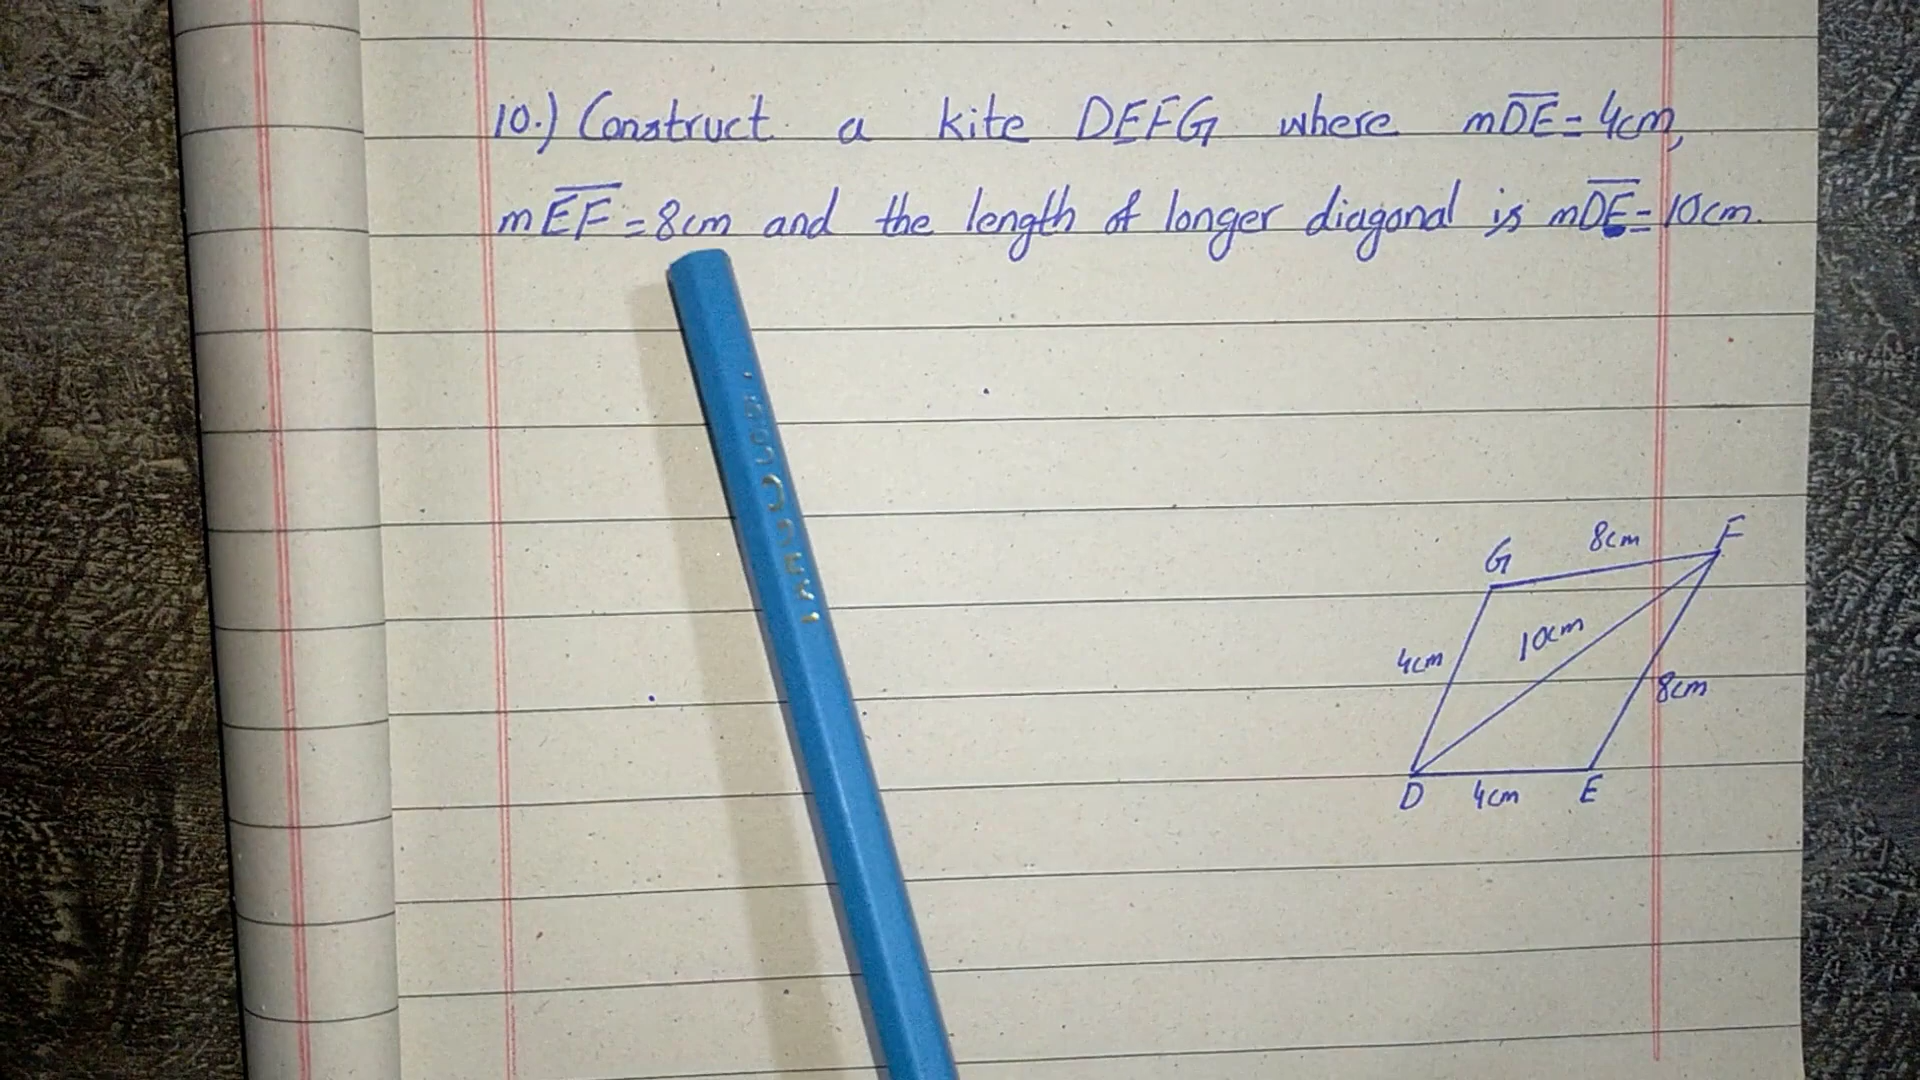 10.) Construct a kite DEFG where mDE = 4cm,
mEF = 8cm and the length of longer diagonal is mDE = 10cm.
G 8cm F
10cm
4cm
8cm
D 4cm E